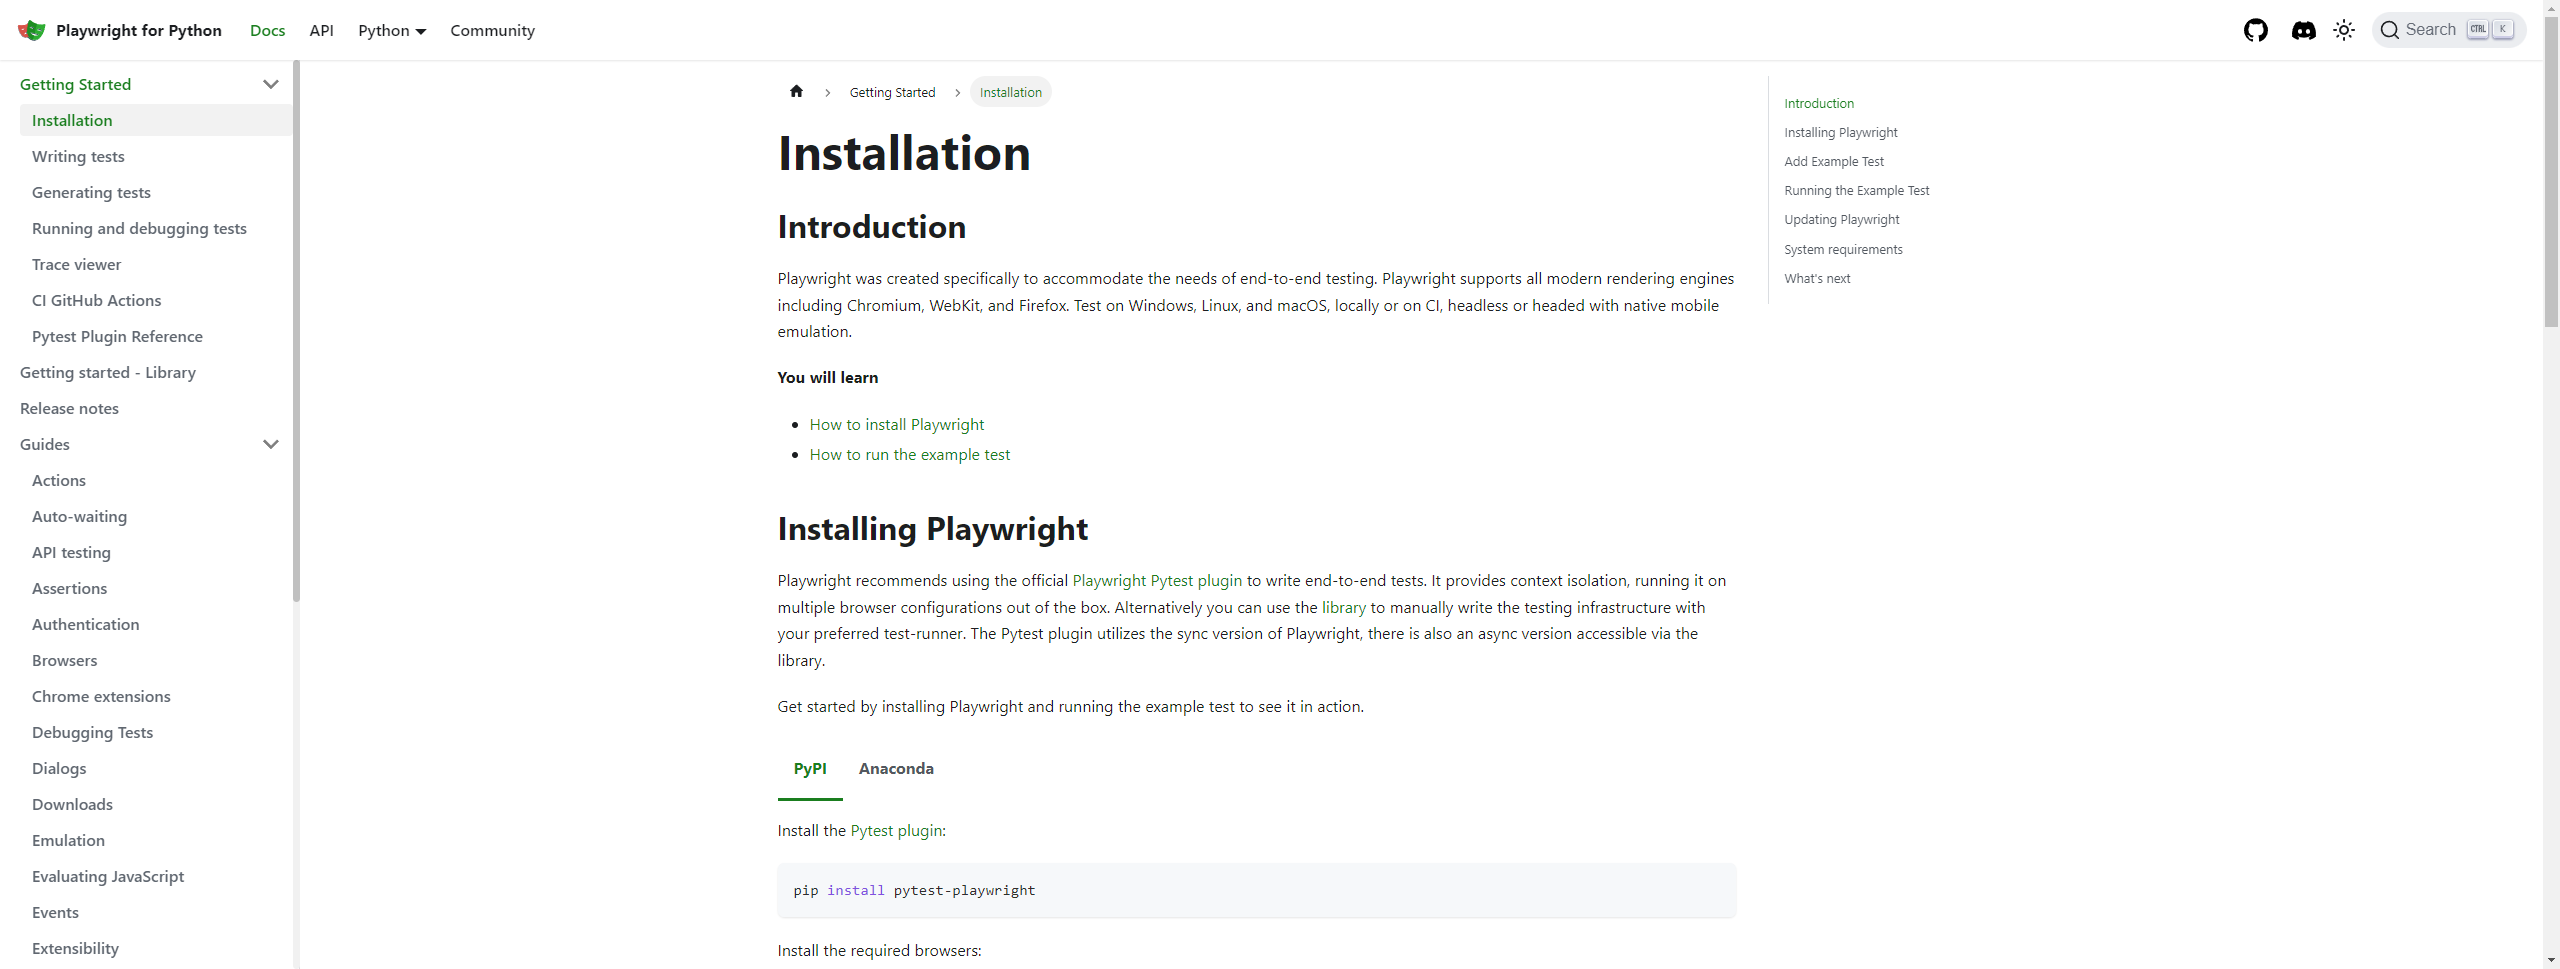 Playwright for Python
Docs
API
Python
Community
Search
CTRL
K
Getting Started
Installation
Writing tests
Generating tests
Running and debugging tests
Trace viewer
CI GitHub Actions
Pytest Plugin Reference
Getting started - Library
Release notes
Guides
Actions
Auto-waiting
API testing
Assertions
Authentication
Browsers
Chrome extensions
Debugging Tests
Dialogs
Downloads
Emulation
Evaluating JavaScript
Events
Extensibility
Getting Started
Installation
Installation
Introduction
Playwright was created specifically to accommodate the needs of end-to-end testing. Playwright supports all modern rendering engines
including Chromium, WebKit, and Firefox. Test on Windows, Linux, and macOS, locally or on CI, headless or headed with native mobile
emulation.
You will learn
How to install Playwright
How to run the example test
Installing Playwright
Playwright recommends using the official Playwright Pytest plugin to write end-to-end tests. It provides context isolation, running it on
multiple browser configurations out of the box. Alternatively you can use the library to manually write the testing infrastructure with
your preferred test-runner. The Pytest plugin utilizes the sync version of Playwright, there is also an async version accessible via the
library.
Get started by installing Playwright and running the example test to see it in action.
PyPI
Anaconda
Install the Pytest plugin:
pip install pytest-playwright
Install the required browsers:
Introduction
Installing Playwright
Add Example Test
Running the Example Test
Updating Playwright
System requirements
What's next